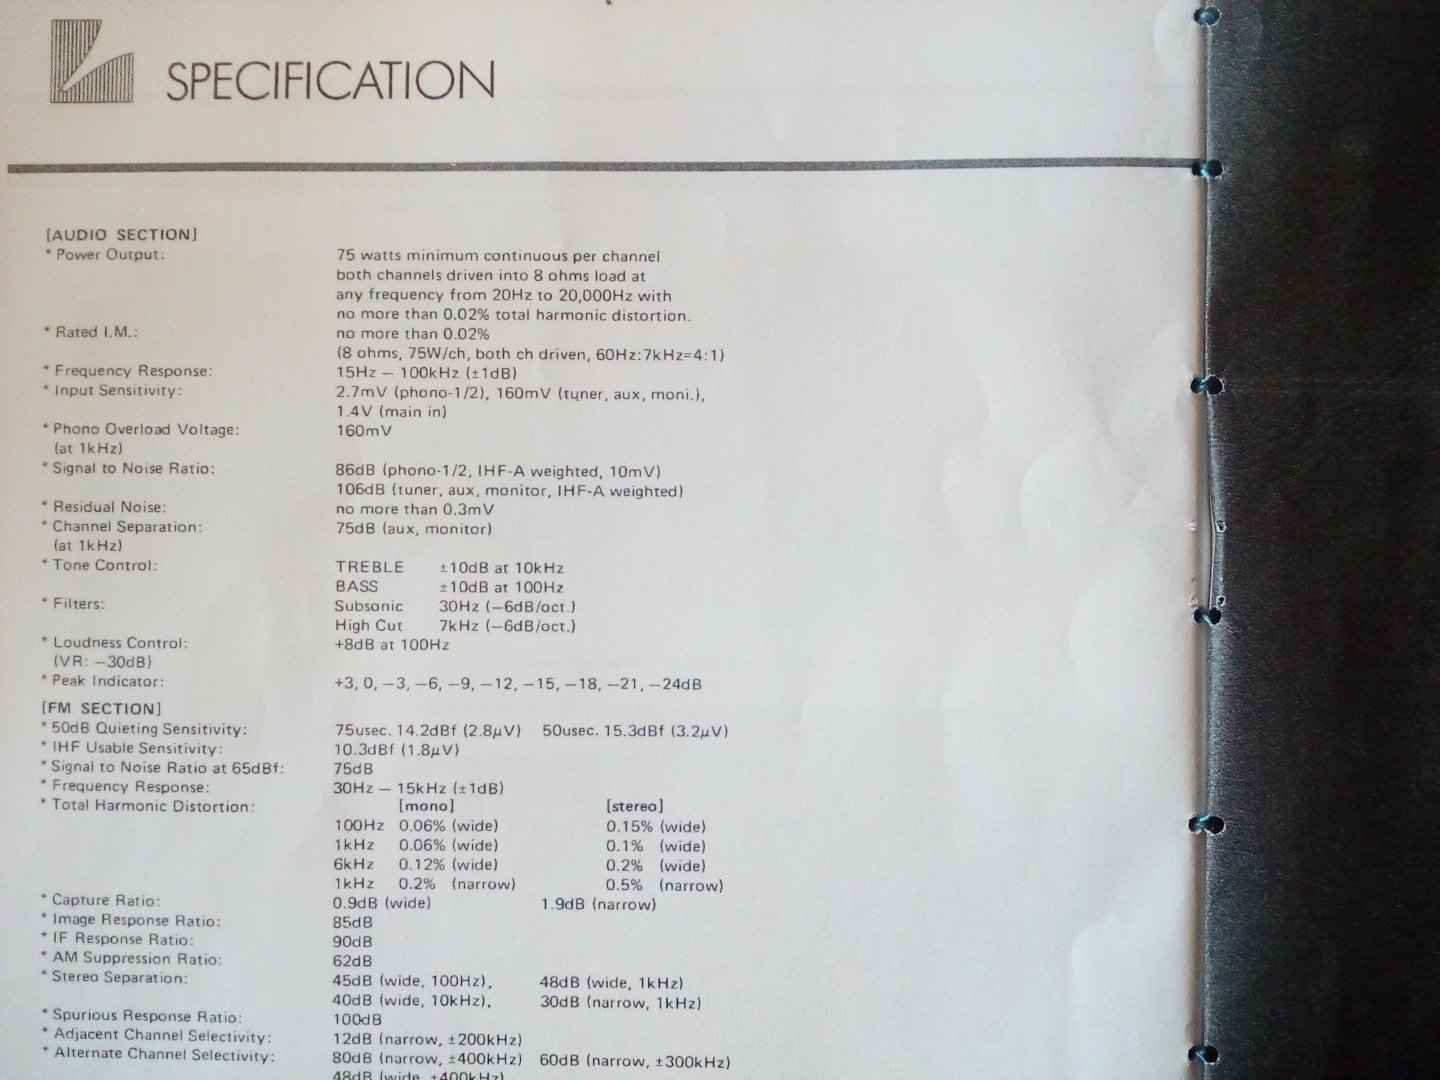 SPECIFICATION
[AUDIO SECTION]
* Power Output: 75 watts minimum continuous per channel
both channels driven into 8 ohms load at
any frequency from 20Hz to 20,000Hz with
no more than 0.02% total harmonic distortion.
* Rated I.M.: no more than 0.02%
(8 ohms, 75W/ch, both ch driven, 60Hz:7kHz=4:1)
* Frequency Response: 15Hz – 100kHz (±1dB)
* Input Sensitivity: 2.7mV (phono-1/2), 160mV (tuner, aux, moni.),
1.4V (main in)
* Phono Overload Voltage: 160mV
(at 1kHz)
* Signal to Noise Ratio: 86dB (phono-1/2, IHF-A weighted, 10mV)
106dB (tuner, aux, monitor, IHF-A weighted)
* Residual Noise: no more than 0.3mV
* Channel Separation: 75dB (aux, monitor)
(at 1kHz)
* Tone Control: TREBLE ±10dB at 10kHz
BASS ±10dB at 100Hz
* Filters: Subsonic 30Hz (–6dB/oct.)
High Cut 7kHz (–6dB/oct.)
* Loudness Control: +8dB at 100Hz
(VR: –30dB)
* Peak Indicator: +3, 0, –3, –6, –9, –12, –15, –18, –21, –24dB
[FM SECTION]
* 50dB Quieting Sensitivity: 75usec. 14.2dBf (2.8μV) 50usec. 15.3dBf (3.2μV)
* IHF Usable Sensitivity: 10.3dBf (1.8μV)
* Signal to Noise Ratio at 65dBf: 75dB
* Frequency Response: 30Hz – 15kHz (±1dB)
* Total Harmonic Distortion: [mono] [stereo]
100Hz 0.06% (wide) 0.15% (wide)
1kHz 0.06% (wide) 0.1% (wide)
6kHz 0.12% (wide) 0.2% (wide)
1kHz 0.2% (narrow) 0.5% (narrow)
* Capture Ratio: 0.9dB (wide) 1.9dB (narrow)
* Image Response Ratio: 85dB
* IF Response Ratio: 90dB
* AM Suppression Ratio: 62dB
* Stereo Separation: 45dB (wide, 100Hz), 48dB (wide, 1kHz)
40dB (wide, 10kHz), 30dB (narrow, 1kHz)
* Spurious Response Ratio: 100dB
* Adjacent Channel Selectivity: 12dB (narrow, ±200kHz)
* Alternate Channel Selectivity: 80dB (narrow, ±400kHz) 60dB (narrow, ±300kHz)
48dB (wide, ±400kHz)